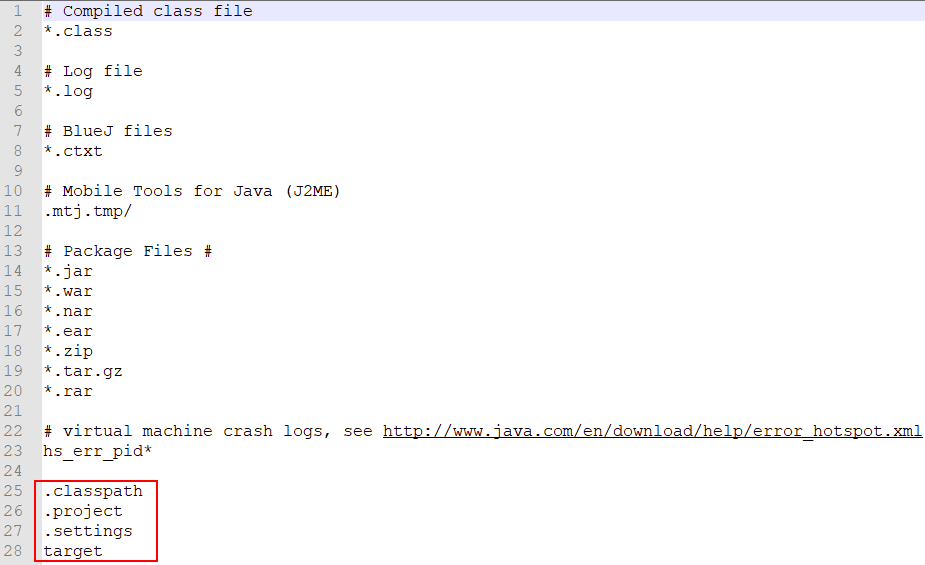 1 # Compiled class file
2 *.class
3
4 # Log file
5 *.log
6
7 # BlueJ files
8 *.ctxt
9
10 # Mobile Tools for Java (J2ME)
11 .mtj.tmp/
12
13 # Package Files #
14 *.jar
15 *.war
16 *.nar
17 *.ear
18 *.zip
19 *.tar.gz
20 *.rar
21
22 # virtual machine crash logs, see http://www.java.com/en/download/help/error_hotspot.xml
23 hs_err_pid*
24
25 .classpath
26 .project
27 .settings
28 target